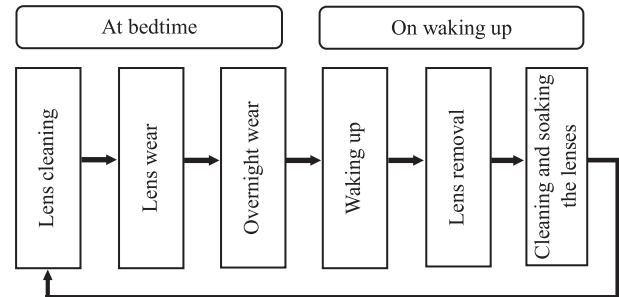 At bedtime
On waking up
Lens cleaning
Lens wear
Overnight wear
Waking up
Lens removal
Cleaning and soaking
the lenses